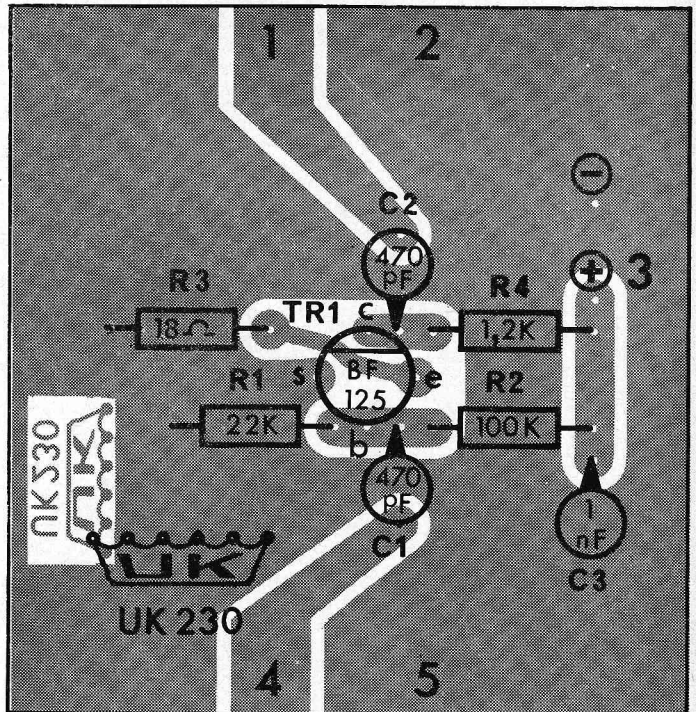 1
2
C2
470
pF
−
+
3
R3
TR1
c
R4
18Ω
1,2K
R1
s
BF
125
e
R2
22K
b
100K
470
pF
C1
1
nF
C3
UK230
UK
UK
UK 230
4
5